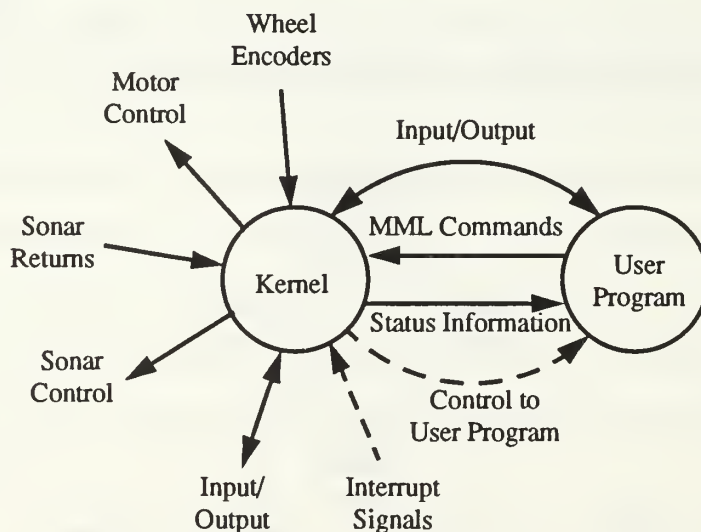 Wheel
Encoders
Motor
Control
Input/Output
MML Commands
Sonar
Returns
Kernel
User
Program
Status Information
Sonar
Control
Control to
User Program
Input/
Output
Interrupt
Signals